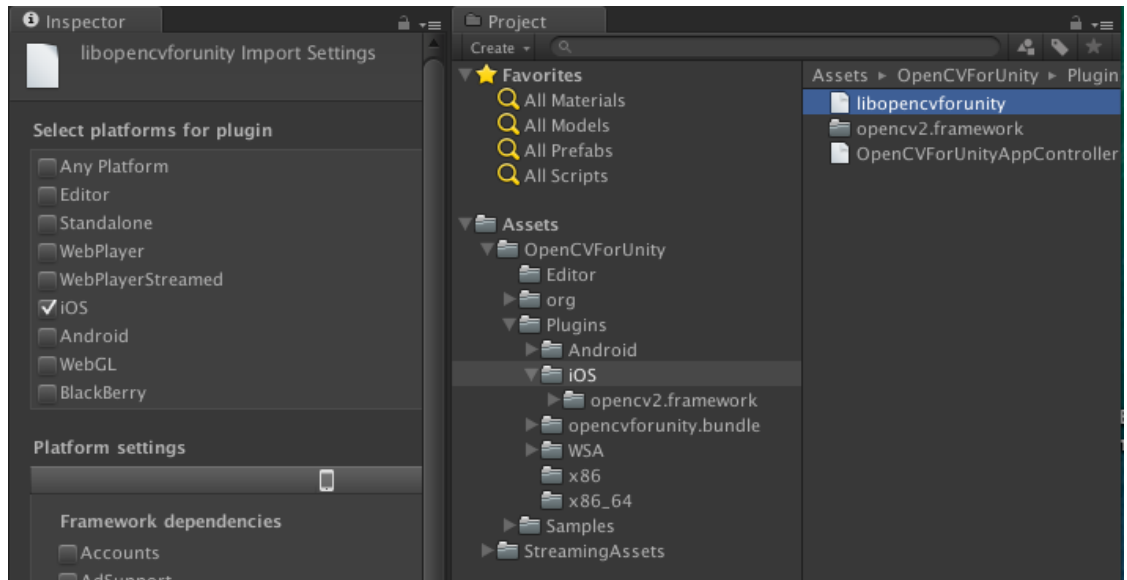 Inspector
libopencvforunity Import Settings
Select platforms for plugin
Any Platform
Editor
Standalone
WebPlayer
WebPlayerStreamed
iOS
Android
WebGL
BlackBerry
Platform settings
Framework dependencies
Accounts
AdSupport
Project
Create
Favorites
All Materials
All Models
All Prefabs
All Scripts
Assets
OpenCVForUnity
Editor
org
Plugins
Android
iOS
opencv2.framework
opencvforunity.bundle
WSA
x86
x86_64
Samples
StreamingAssets
Assets ▸ OpenCVForUnity ▸ Plugin
libopencvforunity
opencv2.framework
OpenCVForUnityAppController